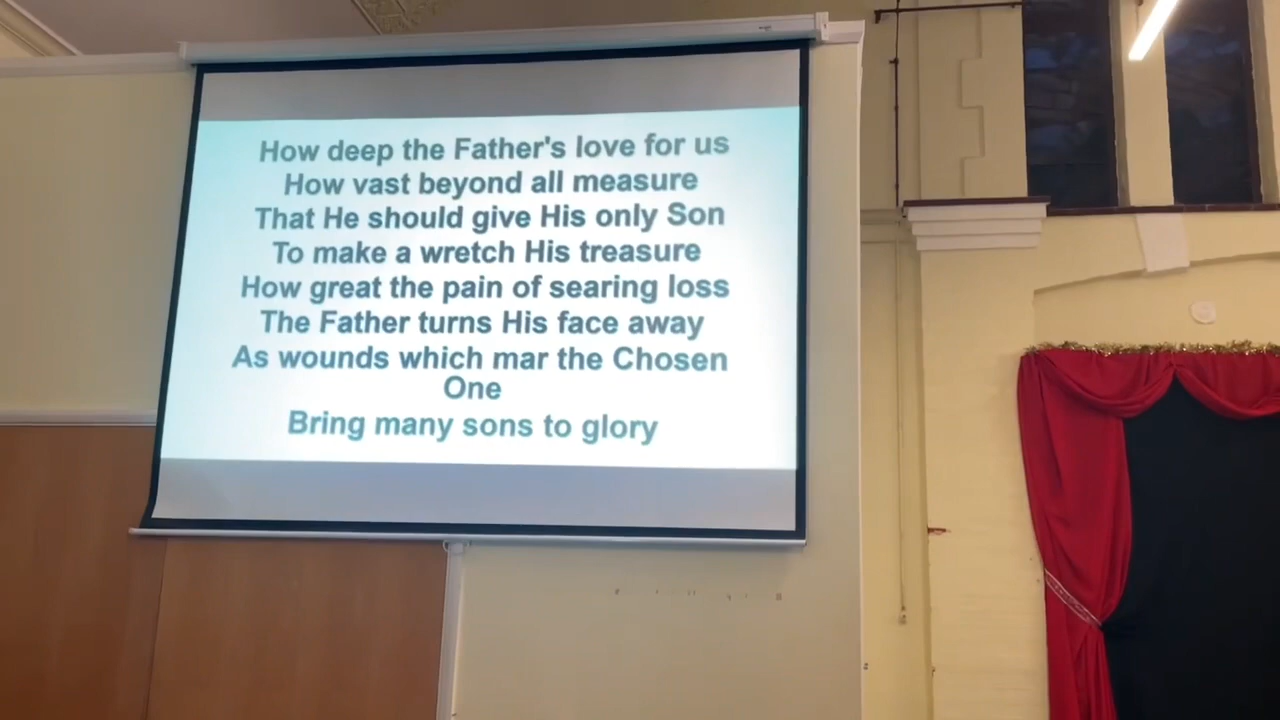 How deep the Father's love for us
How vast beyond all measure
That He should give His only Son
To make a wretch His treasure
How great the pain of searing loss
The Father turns His face away
As wounds which mar the Chosen
One
Bring many sons to glory